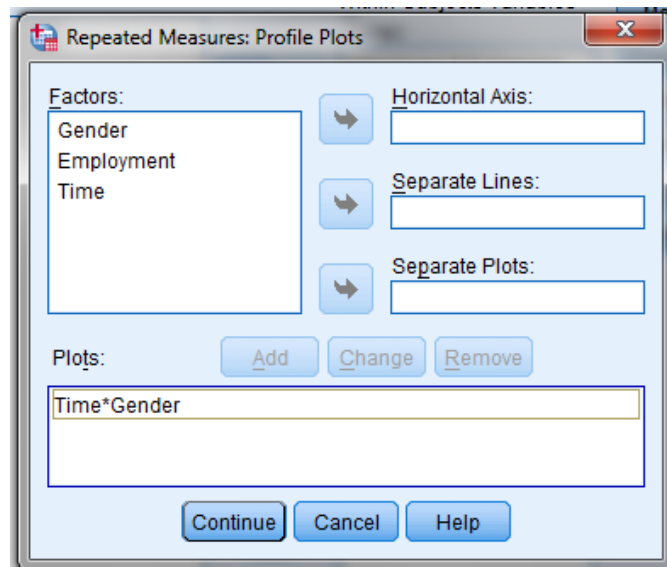 Repeated Measures: Profile Plots
Factors:
Gender
Employment
Time
Horizontal Axis:
Separate Lines:
Separate Plots:
Plots:
Add Change Remove
Time*Gender
Continue Cancel Help